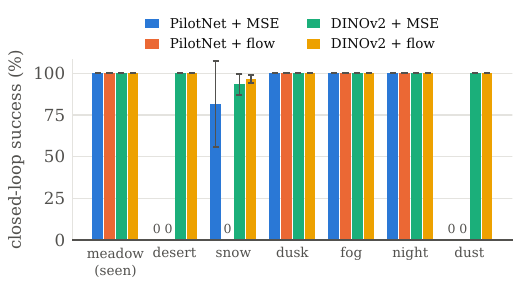 PilotNet + MSE
DINOv2 + MSE
PilotNet + flow
DINOv2 + flow
closed-loop success (%)
100
75
50
25
0
0 0
0
0 0
meadow (seen)
desert
snow
dusk
fog
night
dust